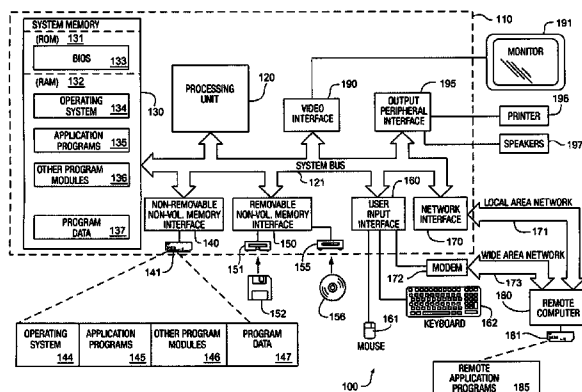 SYSTEM MEMORY
(ROM) 131
BIOS 133
(RAM) 132
OPERATING
SYSTEM 134
APPLICATION
PROGRAMS 135
OTHER PROGRAM
MODULES 136
PROGRAM
DATA 137
130
PROCESSING
UNIT
120
190
VIDEO
INTERFACE
195
OUTPUT
PERIPHERAL
INTERFACE
110
191
MONITOR
196
PRINTER
SPEAKERS
197
SYSTEM BUS
121
NON-REMOVABLE
NON-VOL. MEMORY
INTERFACE
140
REMOVABLE
NON-VOL. MEMORY
INTERFACE
150
160
USER
INPUT
INTERFACE
NETWORK
INTERFACE
170
LOCAL AREA NETWORK
171
WIDE AREA NETWORK
173
MODEM
172
141
151
155
152
156
161
MOUSE
162
KEYBOARD
180
REMOTE
COMPUTER
181
OPERATING
SYSTEM 144
APPLICATION
PROGRAMS 145
OTHER PROGRAM
MODULES 146
PROGRAM
DATA 147
100
REMOTE
APPLICATION
PROGRAMS 185